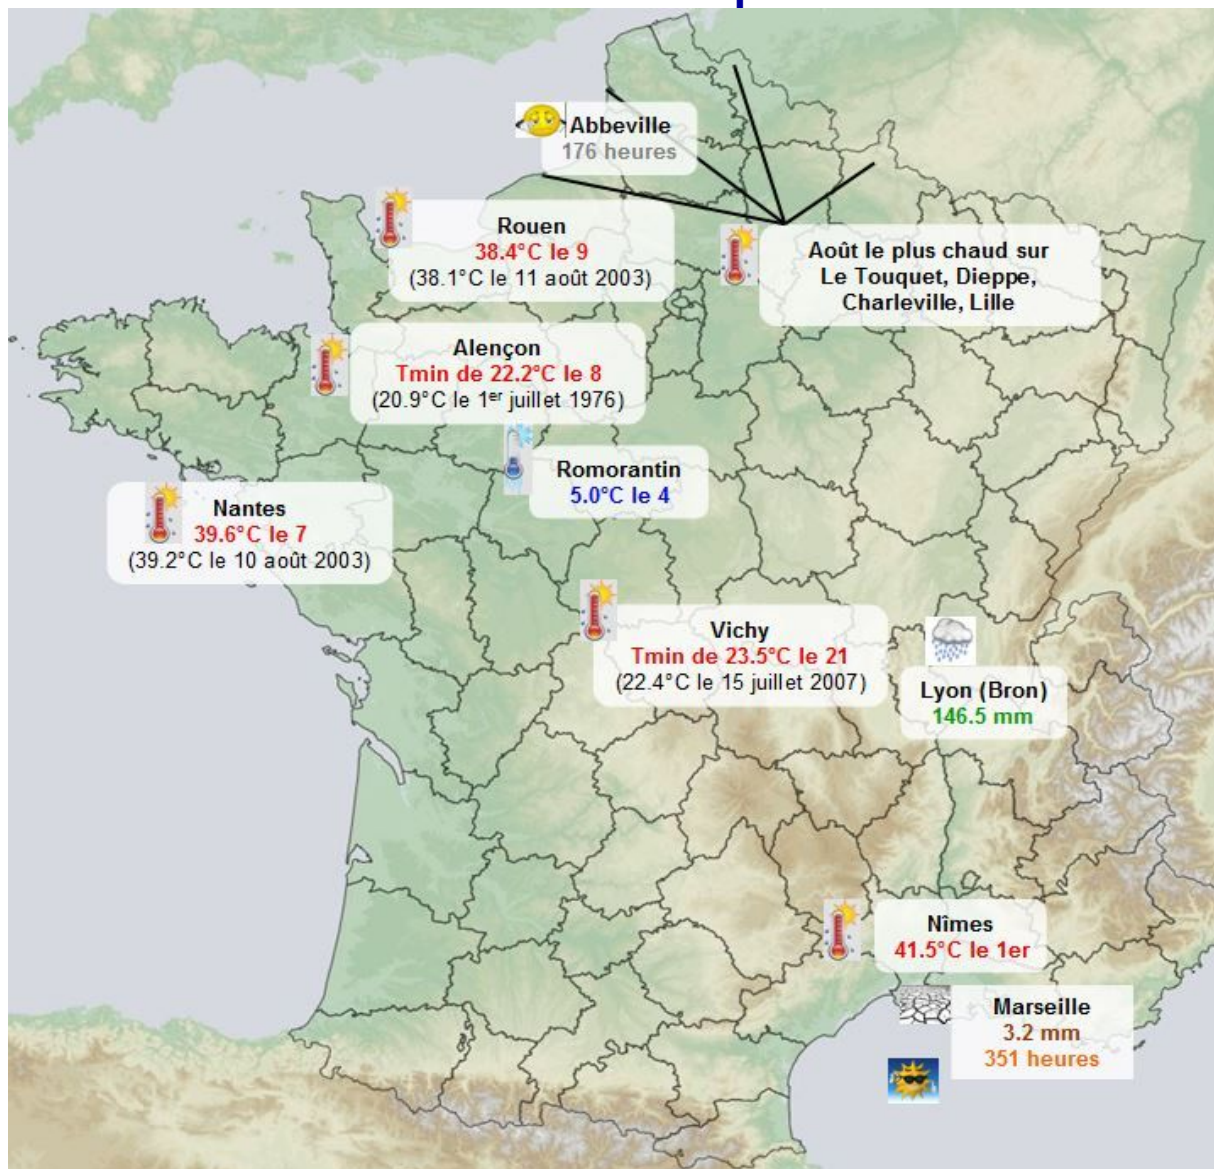 Abbeville
176 heures
Rouen
38.4°C le 9
(38.1°C le 11 août 2003)
Août le plus chaud sur
Le Touquet, Dieppe,
Charleville, Lille
Alençon
Tmin de 22.2°C le 8
(20.9°C le 1er juillet 1976)
Romorantin
5.0°C le 4
Nantes
39.6°C le 7
(39.2°C le 10 août 2003)
Vichy
Tmin de 23.5°C le 21
(22.4°C le 15 juillet 2007)
Lyon (Bron)
146.5 mm
Nîmes
41.5°C le 1er
Marseille
3.2 mm
351 heures